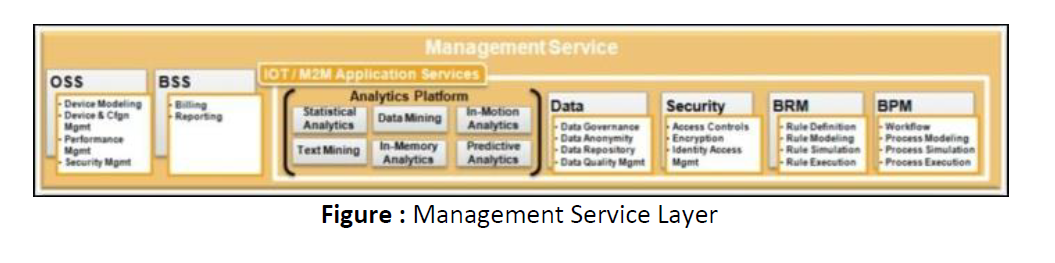 Management Service
OSS
- Device Modeling
- Device & Cfgn
Mgmt
- Performance
Mgmt
- Security Mgmt
BSS
- Billing
- Reporting
IOT / M2M Application Services
Analytics Platform
Statistical
Analytics
Data Mining
In-Motion
Analytics
Text Mining
In-Memory
Analytics
Predictive
Analytics
Data
- Data Governance
- Data Anonymity
- Data Repository
- Data Quality Mgmt
Security
- Access Controls
- Encryption
- Identity Access
Mgmt
BRM
- Rule Definition
- Rule Modeling
- Rule Simulation
- Rule Execution
BPM
- Workflow
- Process Modeling
- Process Simulation
- Process Execution
Figure : Management Service Layer